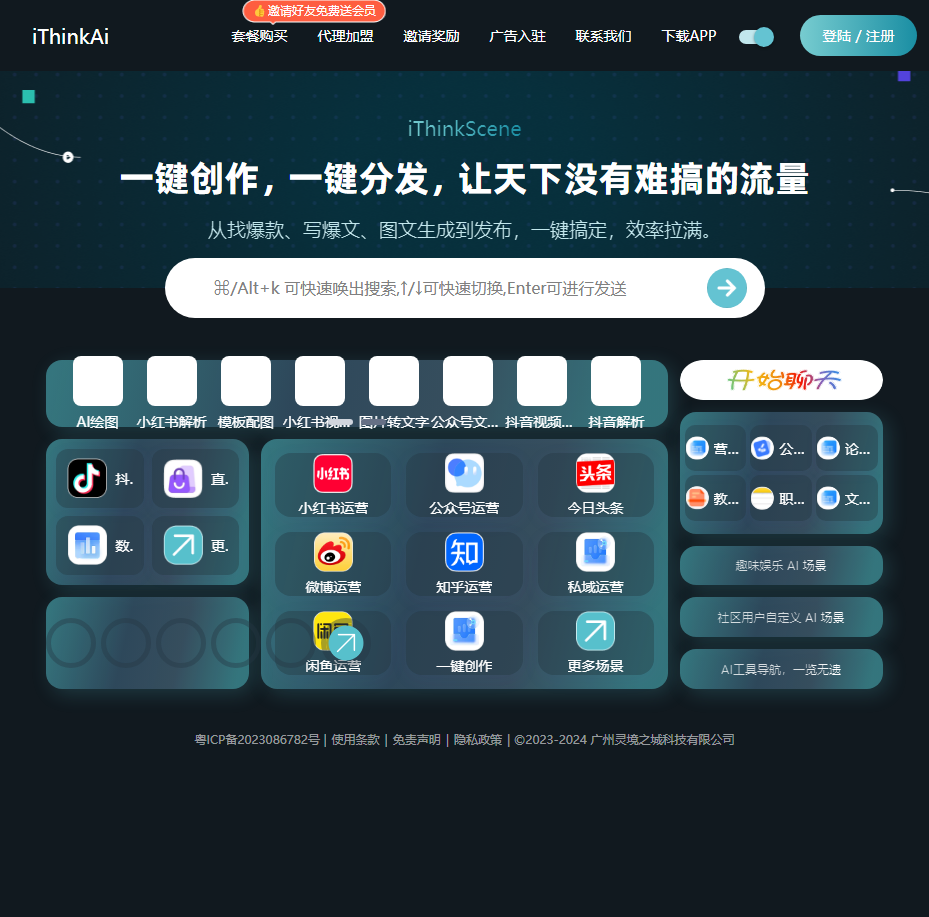 👍邀请好友免费送会员
iThinkAi
套餐购买
代理加盟
邀请奖励
广告入驻
联系我们
下载APP
登陆 / 注册
iThinkScene
一键创作，一键分发，让天下没有难搞的流量
从找爆款、写爆文、图文生成到发布，一键搞定，效率拉满。
⌘/Alt+k 可快速唤出搜索,↑/↓可快速切换,Enter可进行发送
AI绘图
小红书解析
模板配图
小红书视
图片转文字
公众号文...
抖音视频...
抖音解析
开始聊天
抖.
直.
数.
更.
小红书
小红书运营
公众号运营
头条
今日头条
微博运营
知
知乎运营
私域运营
闲鱼
闲鱼运营
一键创作
更多场景
营...
公...
论...
教...
职...
文...
趣味娱乐 AI 场景
社区用户自定义 AI 场景
AI工具导航，一览无遗
粤ICP备2023086782号 | 使用条款 | 免责声明 | 隐私政策 | ©2023-2024 广州灵境之城科技有限公司